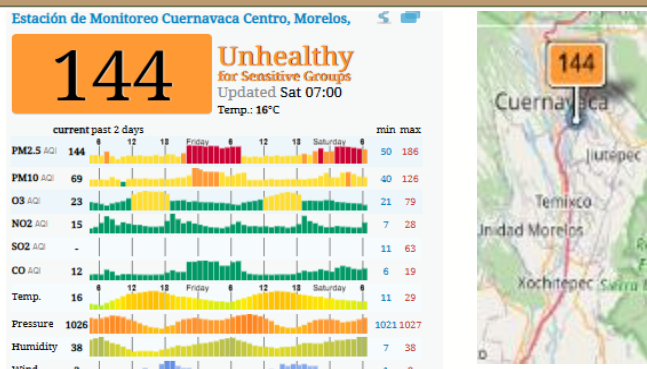 Estación de Monitoreo Cuernavaca Centro, Morelos,
144
Unhealthy
for Sensitive Groups
Updated Sat 07:00
Temp.: 16°C
current past 2 days min max
6 12 18 Friday 6 12 18 Saturday 6
PM2.5 AQI 144 50 186
PM10 AQI 69 40 126
O3 AQI 23 21 79
NO2 AQI 15 7 28
SO2 AQI - 11 63
CO AQI 12 6 19
6 12 18 Friday 6 12 18 Saturday 6
Temp. 16 11 29
Pressure 1026 1021 1027
Humidity 38 7 38
Wind
144
Cuernavaca
Jiutepec
Temixco
Unidad Morelos
Xochitepec
Sierra